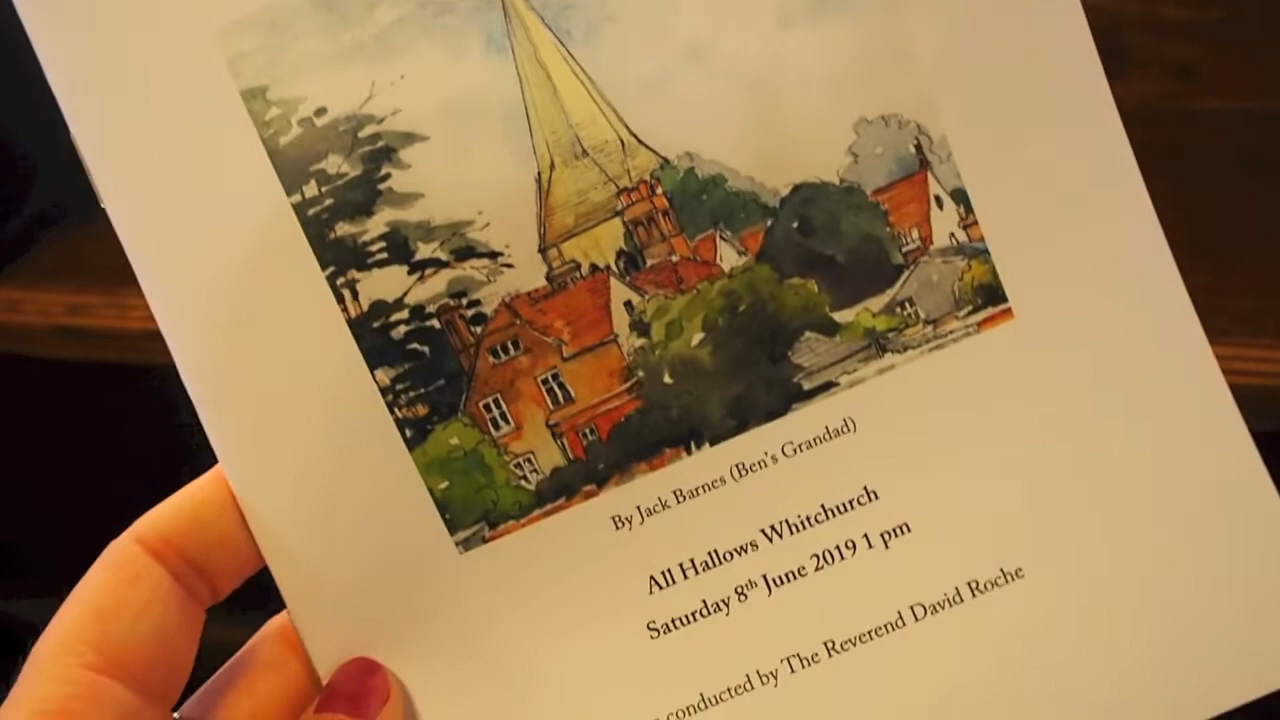 By Jack Barnes (Ben's Grandad)
All Hallows Whitchurch
Saturday 8th June 2019 1 pm
conducted by The Reverend David Roche